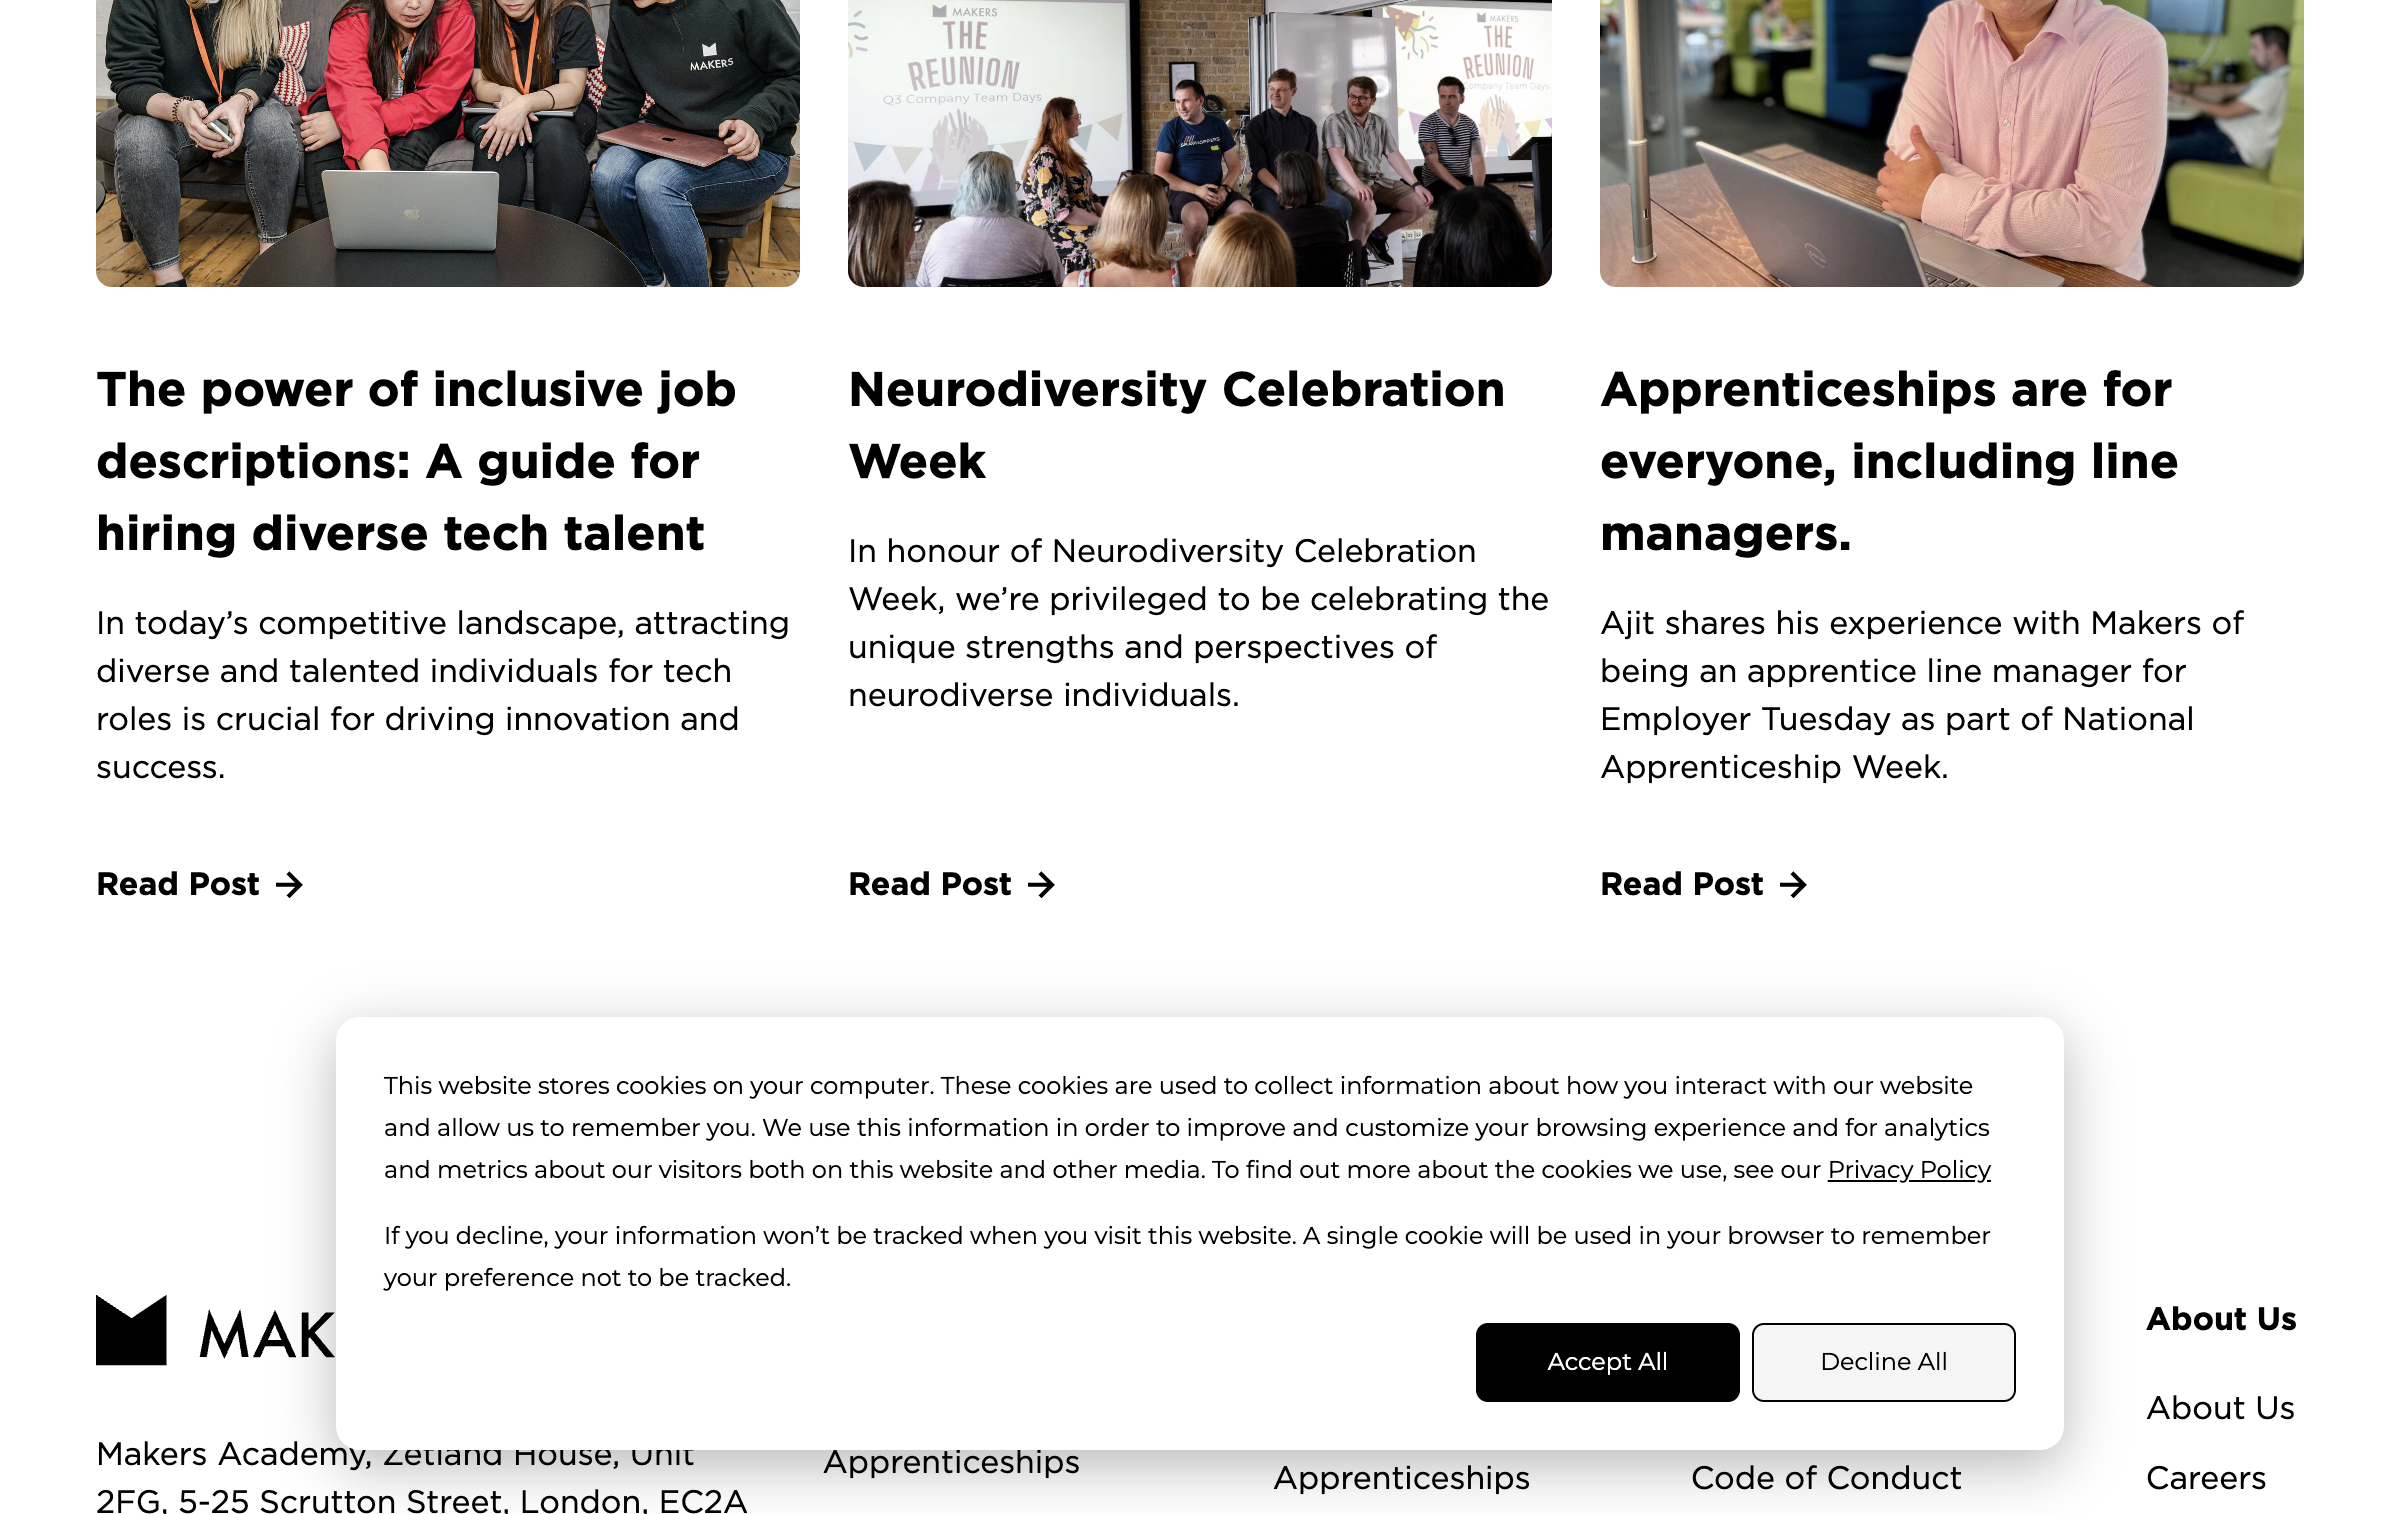 MAKERS
MAKERS
THE
REUNION
Q3 Company Team Days
MAKERS
THE
REUNION
Company Team Days
The power of inclusive job
descriptions: A guide for
hiring diverse tech talent
In today’s competitive landscape, attracting
diverse and talented individuals for tech
roles is crucial for driving innovation and
success.
Read Post →
Neurodiversity Celebration
Week
In honour of Neurodiversity Celebration
Week, we’re privileged to be celebrating the
unique strengths and perspectives of
neurodiverse individuals.
Read Post →
Apprenticeships are for
everyone, including line
managers.
Ajit shares his experience with Makers of
being an apprentice line manager for
Employer Tuesday as part of National
Apprenticeship Week.
Read Post →
This website stores cookies on your computer. These cookies are used to collect information about how you interact with our website
and allow us to remember you. We use this information in order to improve and customize your browsing experience and for analytics
and metrics about our visitors both on this website and other media. To find out more about the cookies we use, see our Privacy Policy
If you decline, your information won’t be tracked when you visit this website. A single cookie will be used in your browser to remember
your preference not to be tracked.
Accept All
Decline All
MAK
Makers Academy, Zetland House, Unit
2FG, 5-25 Scrutton Street, London, EC2A
Apprenticeships
Apprenticeships
Code of Conduct
About Us
About Us
Careers